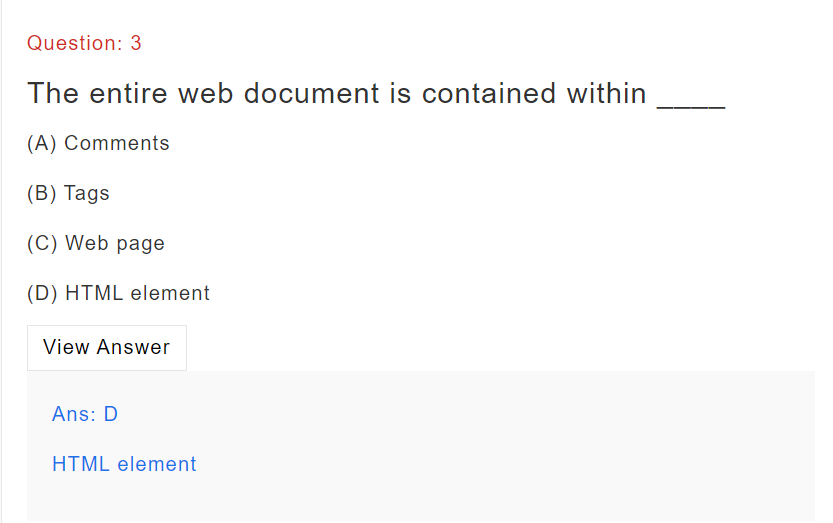 Question: 3
The entire web document is contained within ____
(A) Comments
(B) Tags
(C) Web page
(D) HTML element
View Answer
Ans: D
HTML element